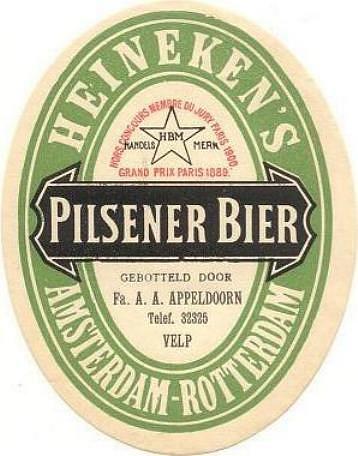 HEINEKEN'S
HORS CONCOURS MEMBRE DU JURY PARIS 1900
HBM
HANDELS MERK
GRAND PRIX PARIS 1889.
PILSENER BIER
GEBOTTELD DOOR
Fa. A. A. APPELDOORN
Telef. 32325
VELP
AMSTERDAM-ROTTERDAM